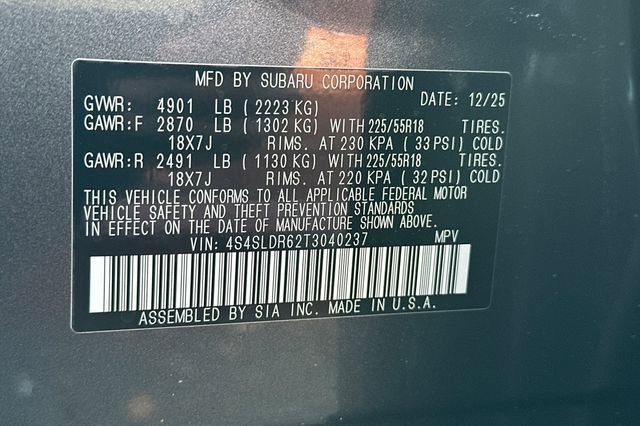 MFD BY SUBARU CORPORATION
GVWR: 4901 LB (2223 KG) DATE: 12/25
GAWR:F 2870 LB (1302 KG) WITH 225/55R18 TIRES.
18X7J RIMS. AT 230 KPA ( 33 PSI) COLD
GAWR:R 2491 LB (1130 KG) WITH 225/55R18 TIRES.
18X7J RIMS. AT 220 KPA ( 32 PSI) COLD
THIS VEHICLE CONFORMS TO ALL APPLICABLE FEDERAL MOTOR
VEHICLE SAFETY AND THEFT PREVENTION STANDARDS
IN EFFECT ON THE DATE OF MANUFACTURE SHOWN ABOVE.
VIN: 4S4SLDR62T3040237 MPV
ASSEMBLED BY SIA INC. MADE IN U.S.A.